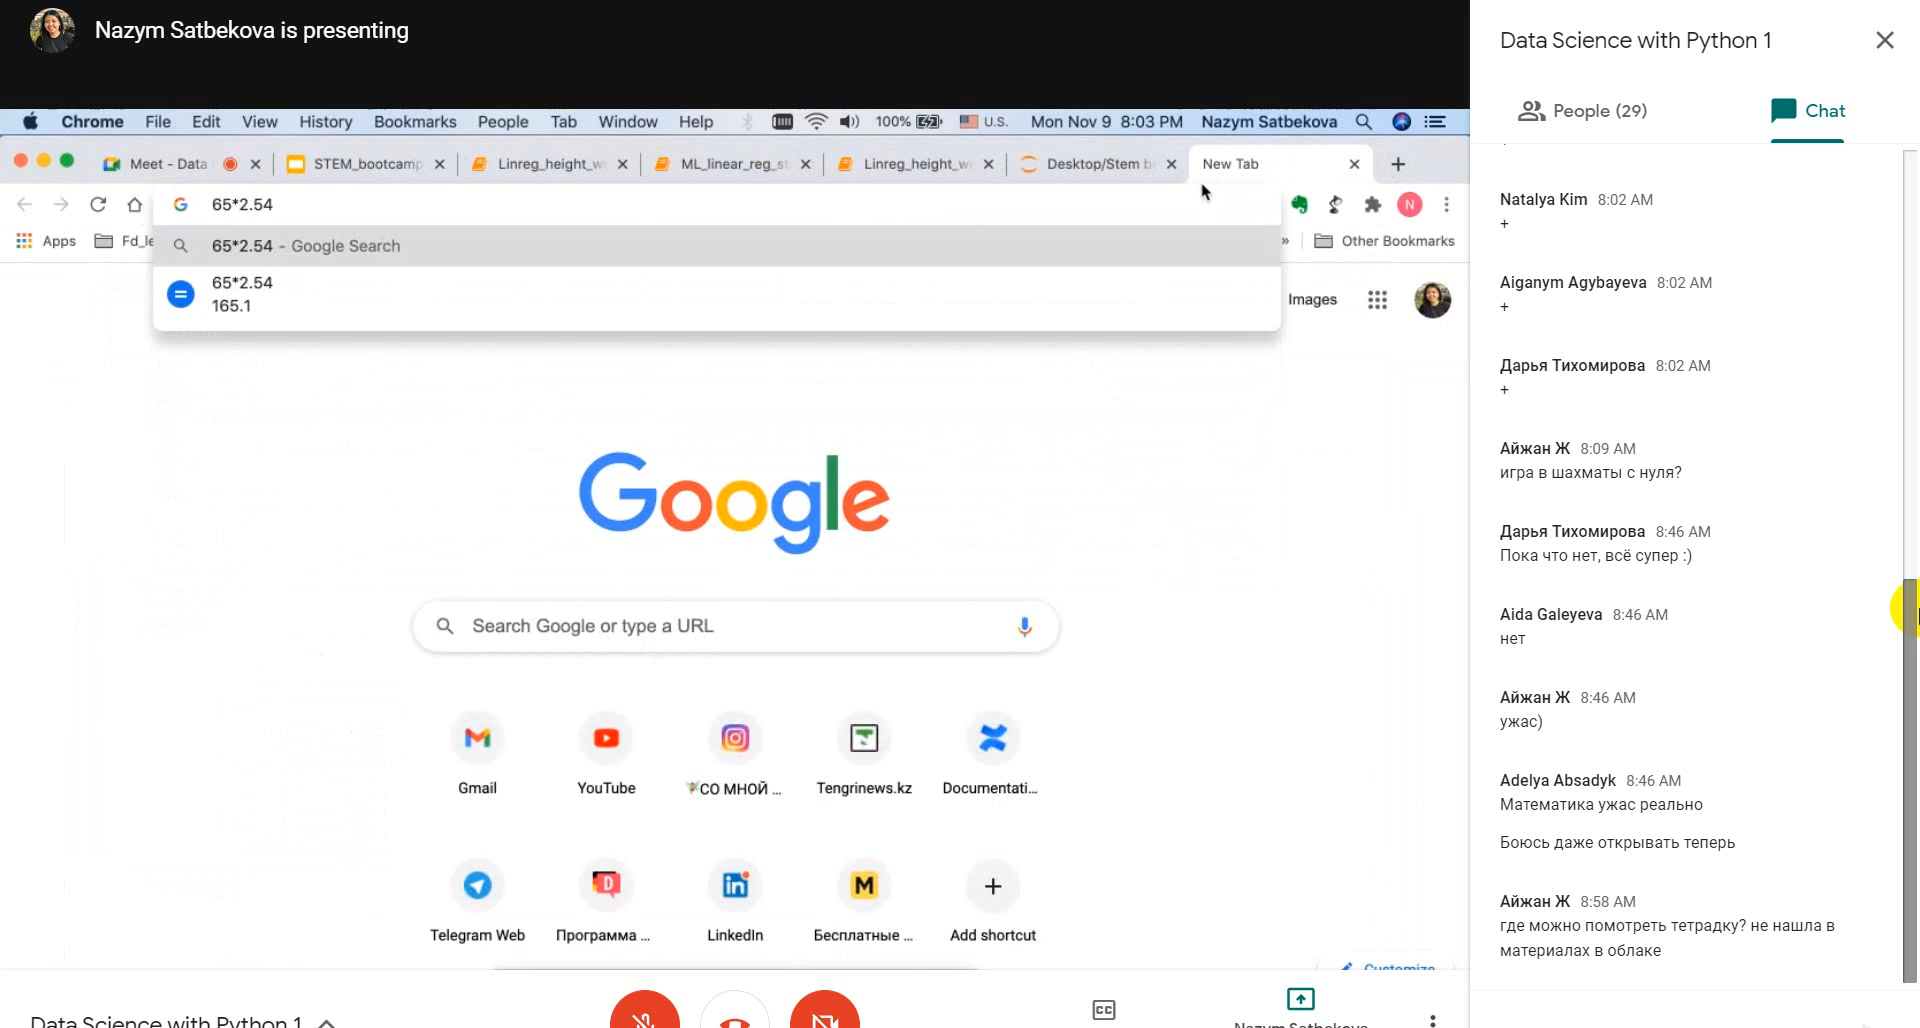 Nazym Satbekova is presenting
Chrome File Edit View History Bookmarks People Tab Window Help 100% U.S. Mon Nov 9 8:03 PM Nazym Satbekova
Meet - Data STEM_bootcamp Linreg_height_w ML_linear_reg_st Linreg_height_w Desktop/Stem b New Tab
65*2.54
N
Apps Fd_le » Other Bookmarks
65*2.54 - Google Search
65*2.54
165.1
Images
Google
Search Google or type a URL
Gmail YouTube СО МНОЙ ... Tengrinews.kz Documentati...
Telegram Web Программа ... LinkedIn Бесплатные ... Add shortcut
Customize
Data Science with Python 1
CC
Nazym Satbekova
Data Science with Python 1
People (29) Chat
Natalya Kim 8:02 AM
+
Aiganym Agybayeva 8:02 AM
+
Дарья Тихомирова 8:02 AM
+
Айжан Ж 8:09 AM
игра в шахматы с нуля?
Дарья Тихомирова 8:46 AM
Пока что нет, всё супер :)
Aida Galeyeva 8:46 AM
нет
Айжан Ж 8:46 AM
ужас)
Adelya Absadyk 8:46 AM
Математика ужас реально
Боюсь даже открывать теперь
Айжан Ж 8:58 AM
где можно помотреть тетрадку? не нашла в
материалах в облаке